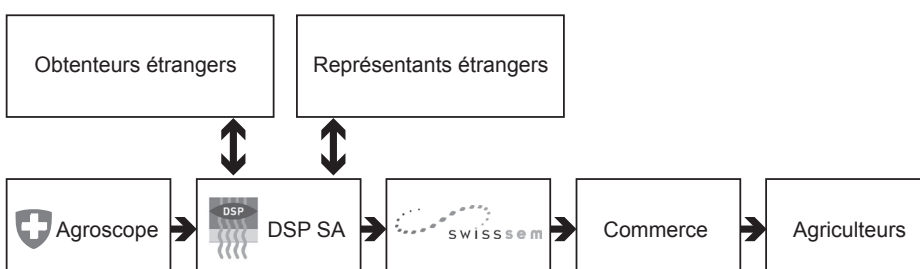 Obtenteurs étrangers
Représentants étrangers
Agroscope
DSP
DSP SA
swisssem
Commerce
Agriculteurs